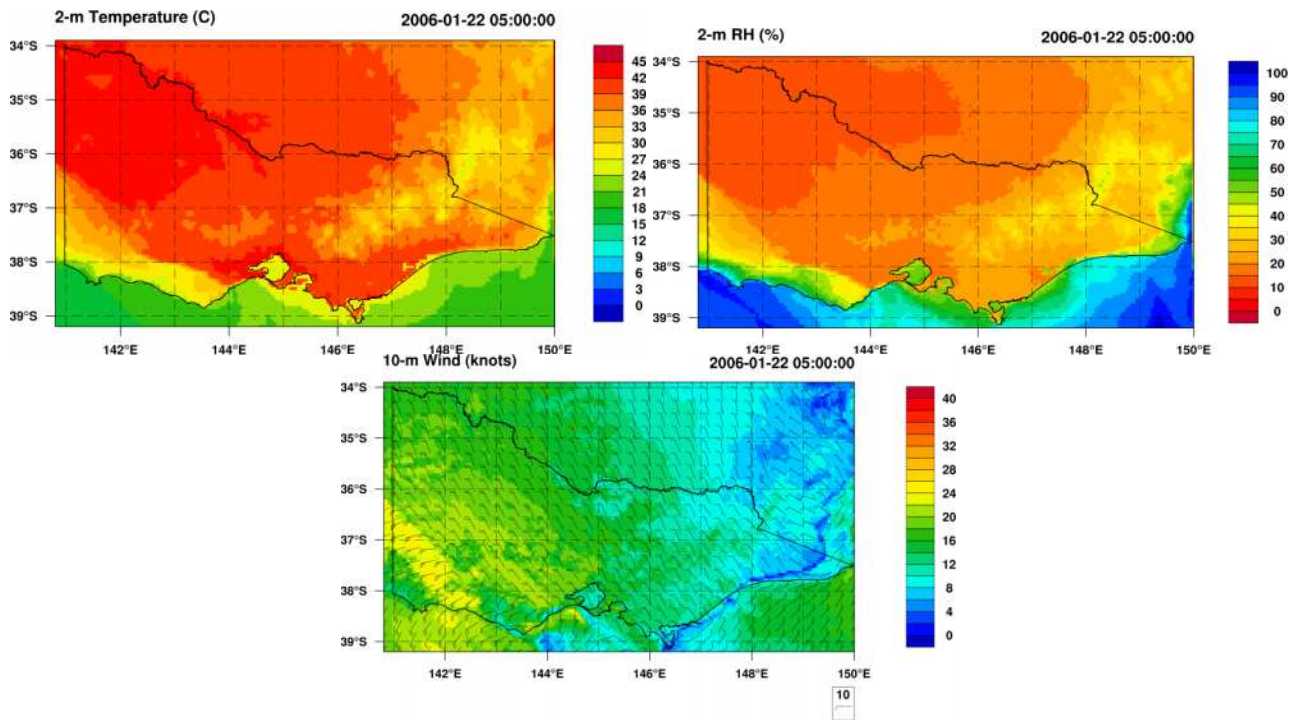 2-m Temperature (C) 2006-01-22 05:00:00
34°S
35°S
36°S
37°S
38°S
39°S
142°E 144°E 146°E 148°E 150°E
45
42
39
36
33
30
27
24
21
18
15
12
9
6
3
0
2-m RH (%) 2006-01-22 05:00:00
34°S
35°S
36°S
37°S
38°S
39°S
142°E 144°E 146°E 148°E 150°E
100
90
80
70
60
50
40
30
20
10
0
10-m Wind (knots) 2006-01-22 05:00:00
34°S
35°S
36°S
37°S
38°S
39°S
142°E 144°E 146°E 148°E 150°E
40
36
32
28
24
20
16
12
8
4
0
10